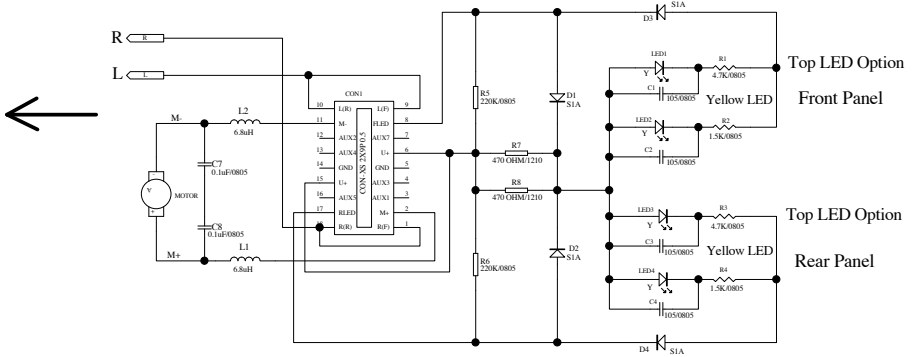 D3
S1A
R
R
L
L
CON1
10
L(R)
L(F)
9
11
M-
FLED
8
12
AUX2
AUX7
7
13
AUX4
U+
6
14
GND
GND
5
15
U+
AUX3
4
16
AUX5
AUX1
3
17
RLED
M+
2
R(R)
R(F)
1
CON-XS 2X9P0.5
M-
L2
6.8uH
C7
0.1uF/0805
V
MOTOR
C8
0.1uF/0805
M+
L1
6.8uH
R5
220K/0805
D1
S1A
R7
470 OHM/1210
R8
470 OHM/1210
R6
220K/0805
D2
S1A
LED1
Y
R1
4.7K/0805
C1
105/0805
Yellow LED
LED2
Y
R2
1.5K/0805
C2
105/0805
Top LED Option
Front Panel
LED3
Y
R3
4.7K/0805
C3
105/0805
Yellow LED
LED4
Y
R4
1.5K/0805
C4
105/0805
Top LED Option
Rear Panel
D4
S1A